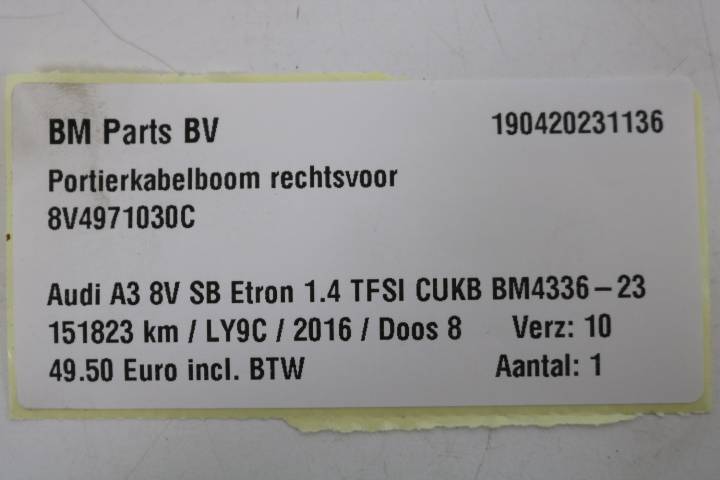 BM Parts BV 190420231136
Portierkabelboom rechtsvoor
8V4971030C
Audi A3 8V SB Etron 1.4 TFSI CUKB BM4336-23
151823 km / LY9C / 2016 / Doos 8 Verz: 10
49.50 Euro incl. BTW Aantal: 1